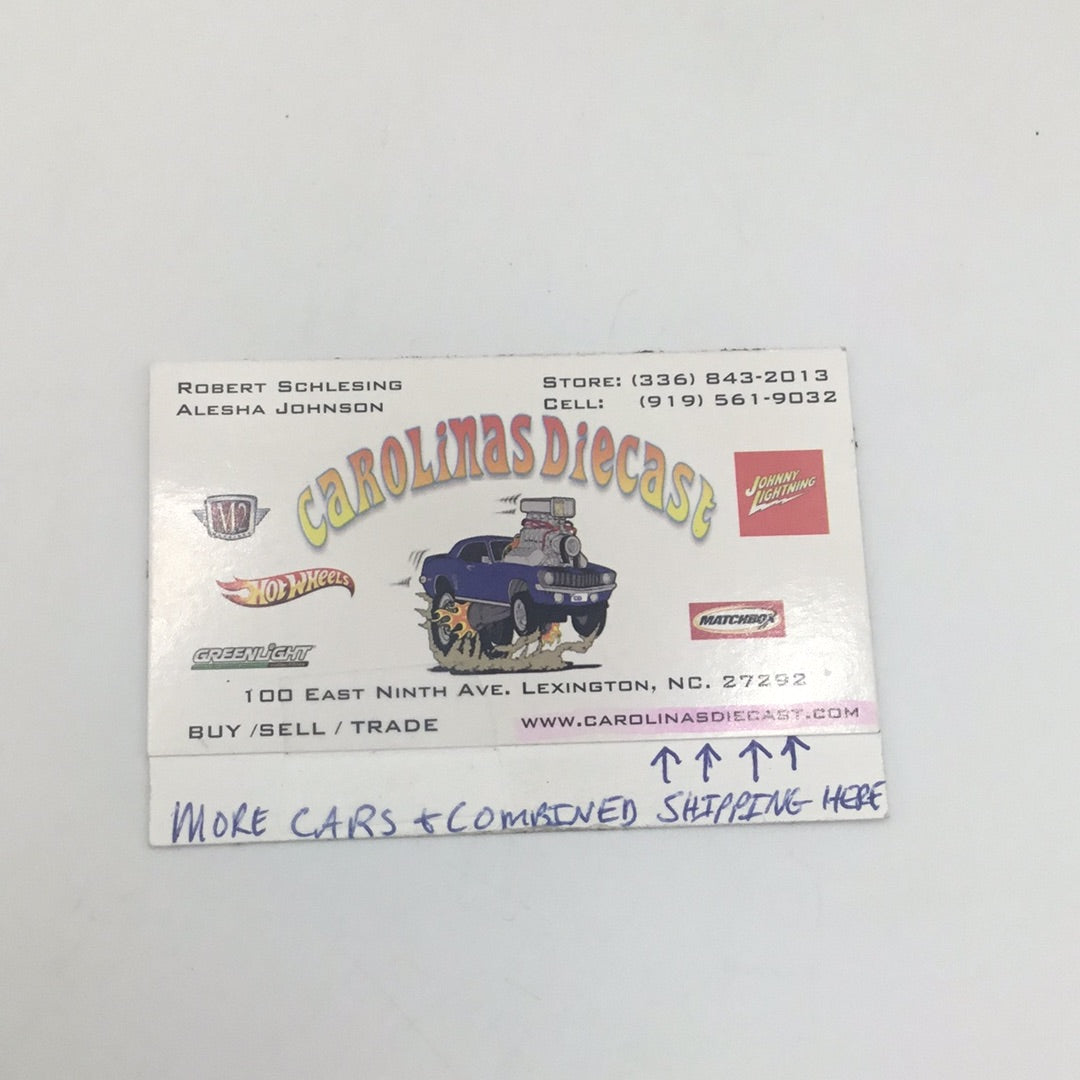 ROBERT SCHLESING
ALESHA JOHNSON
STORE: (336) 843-2013
CELL: (919) 561-9032
CAROLINAS DIECAST
M2
JOHNNY LIGHTNING
HOT WHEELS
MATCHBOX
GREENLIGHT
100 EAST NINTH AVE. LEXINGTON, NC. 27292
BUY /SELL / TRADE
WWW.CAROLINASDIECAST.COM
MORE CARS & COMBINED SHIPPING HERE